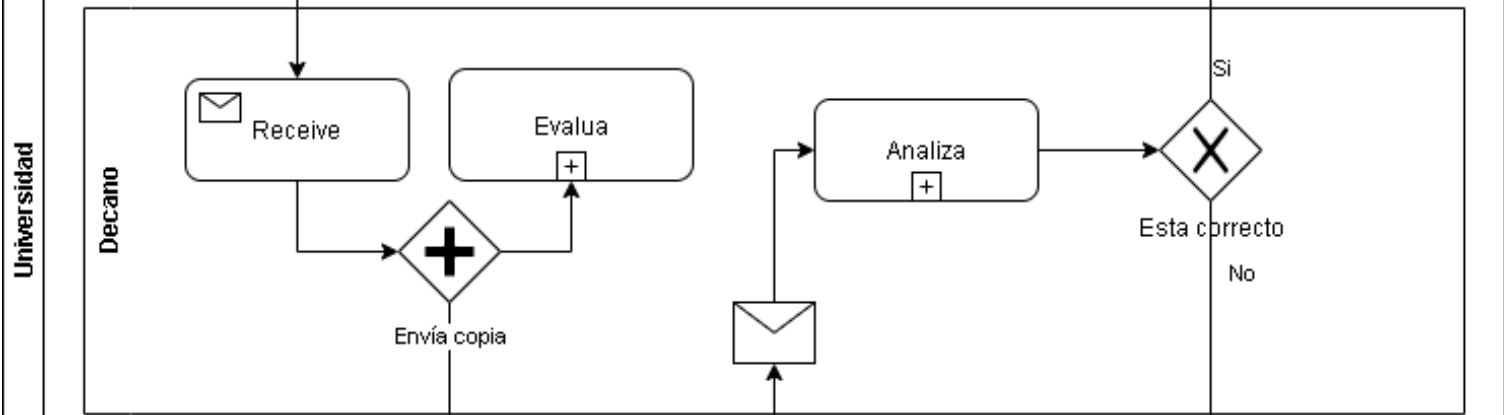 Universidad
Decano
Receive
Evalua
Envía copia
Analiza
Si
Esta correcto
No